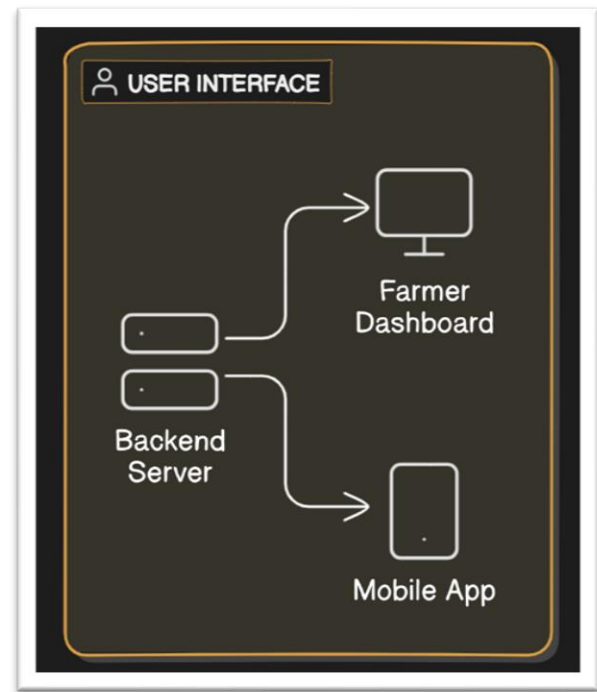 USER INTERFACE
Farmer
Dashboard
Backend
Server
Mobile App